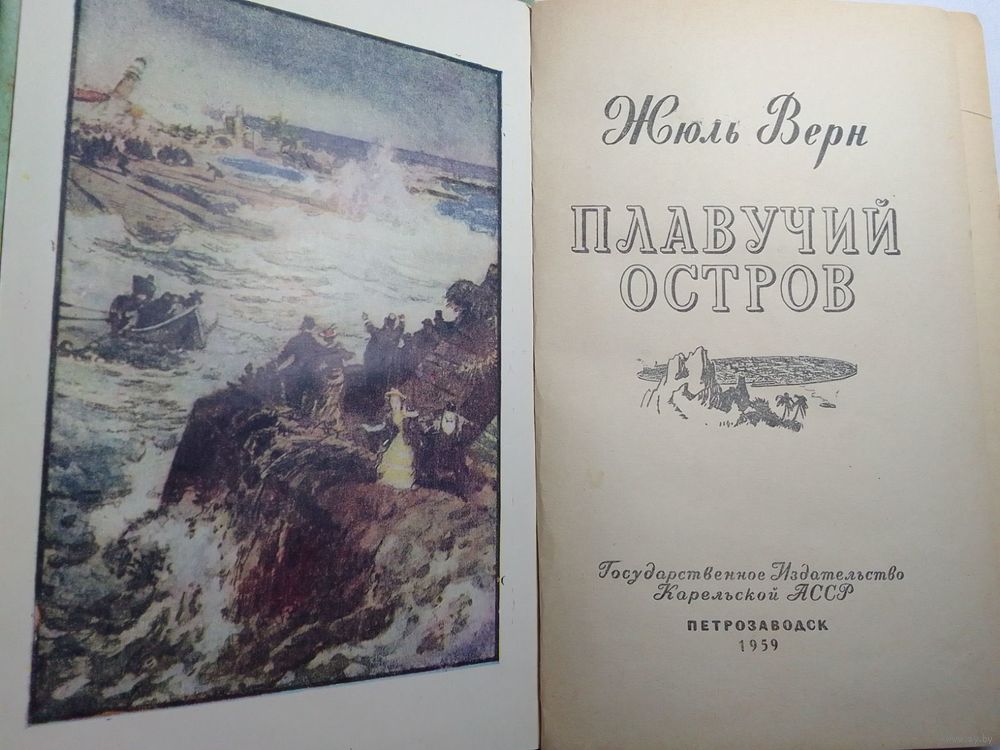 Жюль Верн
ПЛАВУЧИЙ
ОСТРОВ
Государственное Издательство
Карельской АССР
ПЕТРОЗАВОДСК
1959